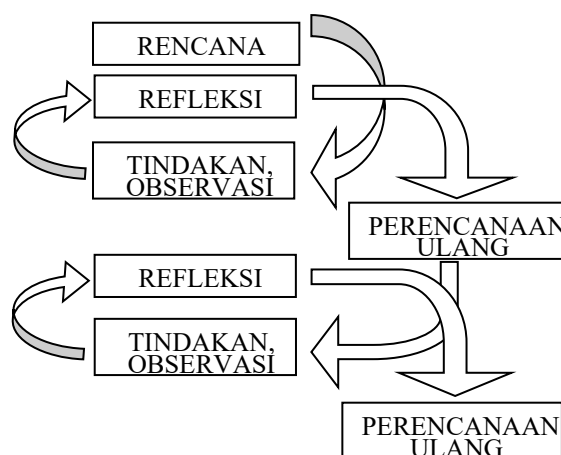 RENCANA
REFLEKSI
TINDAKAN,
OBSERVASI
PERENCANAAN
ULANG
REFLEKSI
TINDAKAN,
OBSERVASI
PERENCANAAN
ULANG